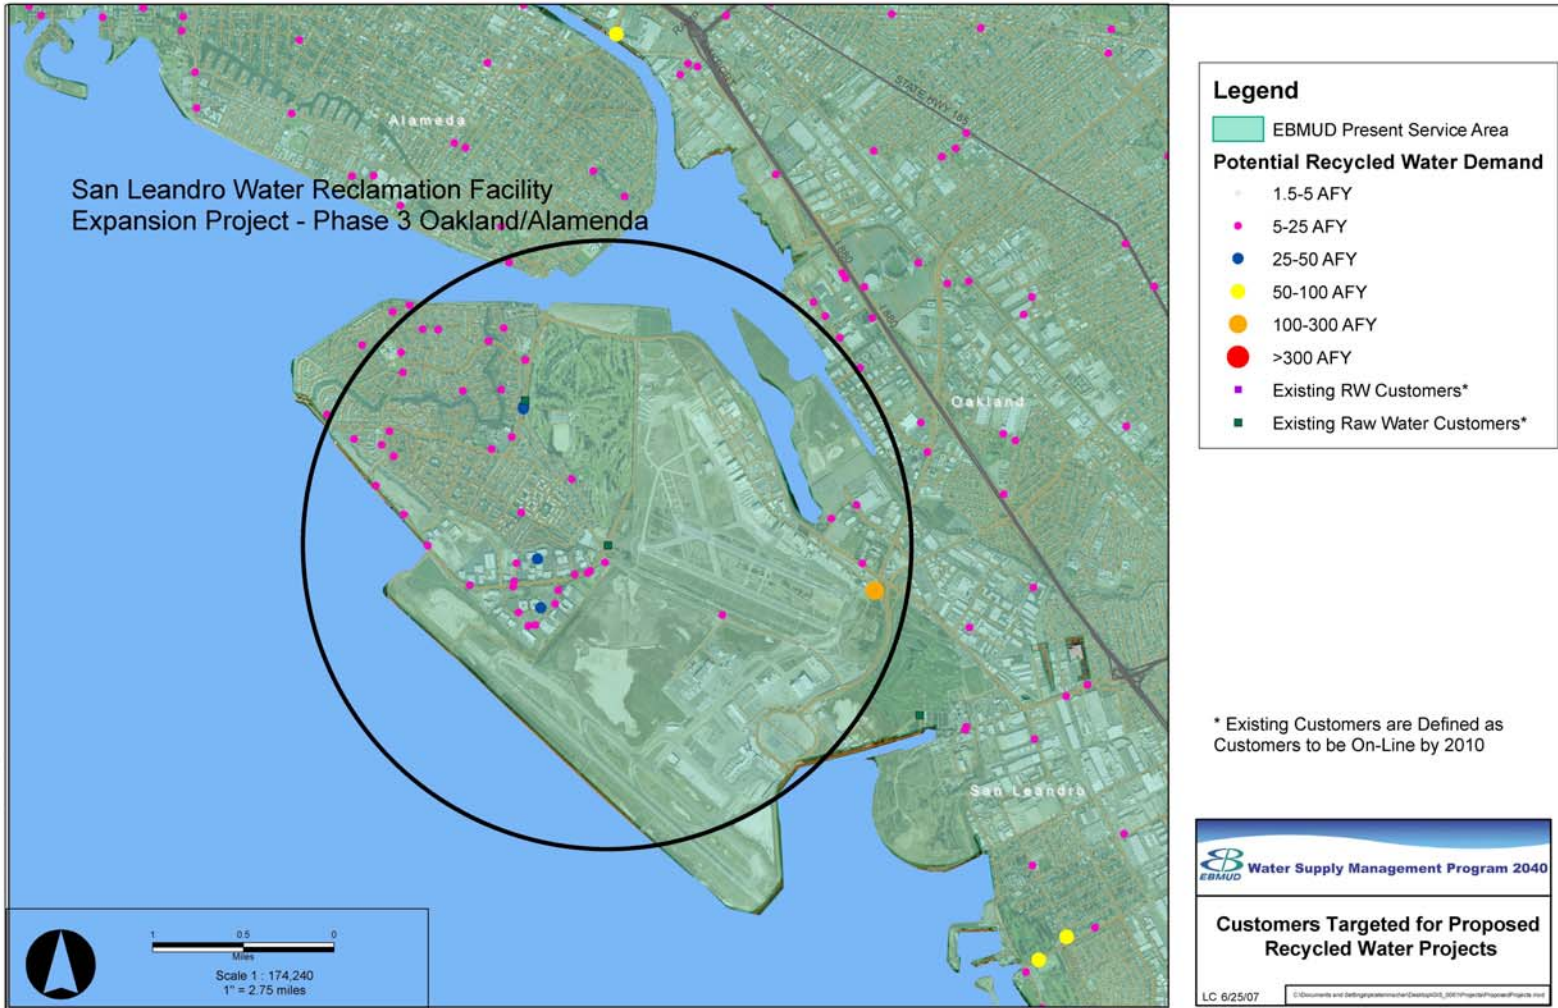 Alameda
San Leandro Water Reclamation Facility
Expansion Project - Phase 3 Oakland/Alamenda
STATE HWY 185
I 880
I 880
Oakland
San Leandro
1 0.5 0
Miles
Scale 1 : 174,240
1" = 2.75 miles
Legend
EBMUD Present Service Area
Potential Recycled Water Demand
1.5-5 AFY
5-25 AFY
25-50 AFY
50-100 AFY
100-300 AFY
>300 AFY
Existing RW Customers*
Existing Raw Water Customers*
* Existing Customers are Defined as
Customers to be On-Line by 2010
EBMUD
Water Supply Management Program 2040
Customers Targeted for Proposed
Recycled Water Projects
LC 6/25/07